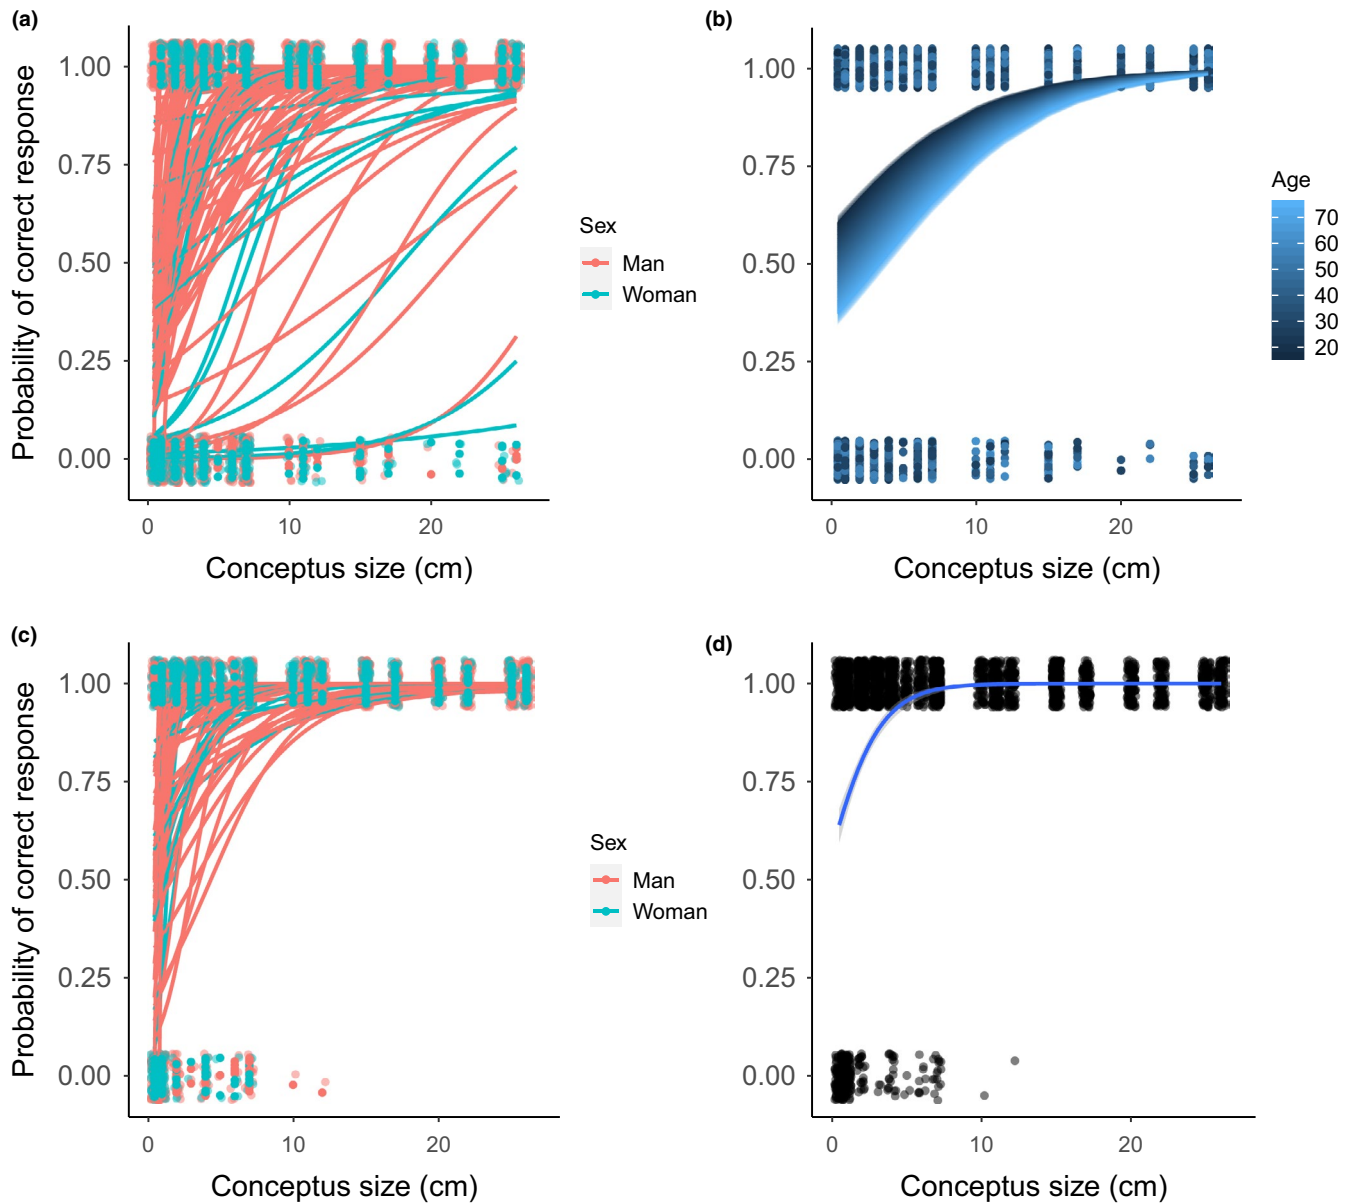 (a)
Probability of correct response
1.00
0.75
0.50
0.25
0.00
0 10 20
Conceptus size (cm)
Sex
Man
Woman
(b)
1.00
0.75
0.50
0.25
0.00
0 10 20
Conceptus size (cm)
Age
70
60
50
40
30
20
(c)
Probability of correct response
1.00
0.75
0.50
0.25
0.00
0 10 20
Conceptus size (cm)
Sex
Man
Woman
(d)
1.00
0.75
0.50
0.25
0.00
0 10 20
Conceptus size (cm)